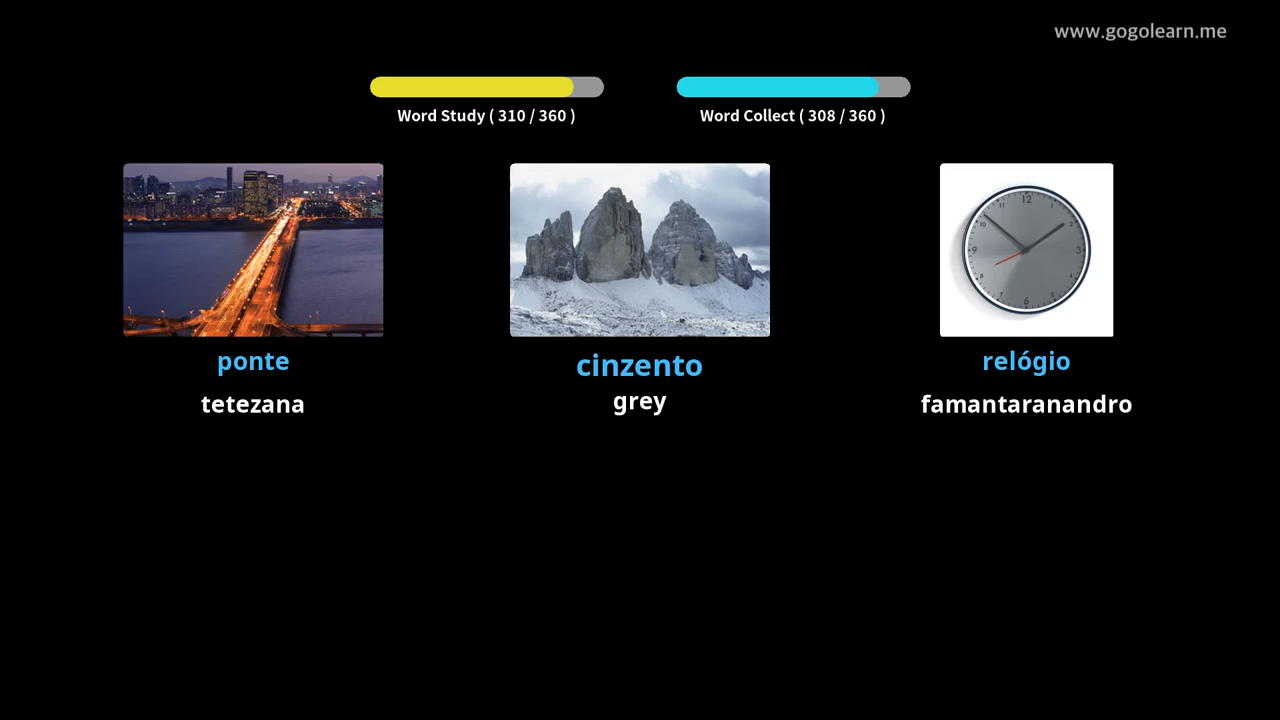 www.gogolearn.me
Word Study ( 310 / 360 )
Word Collect ( 308 / 360 )
ponte
tetezana
cinzento
grey
relógio
famantaranandro